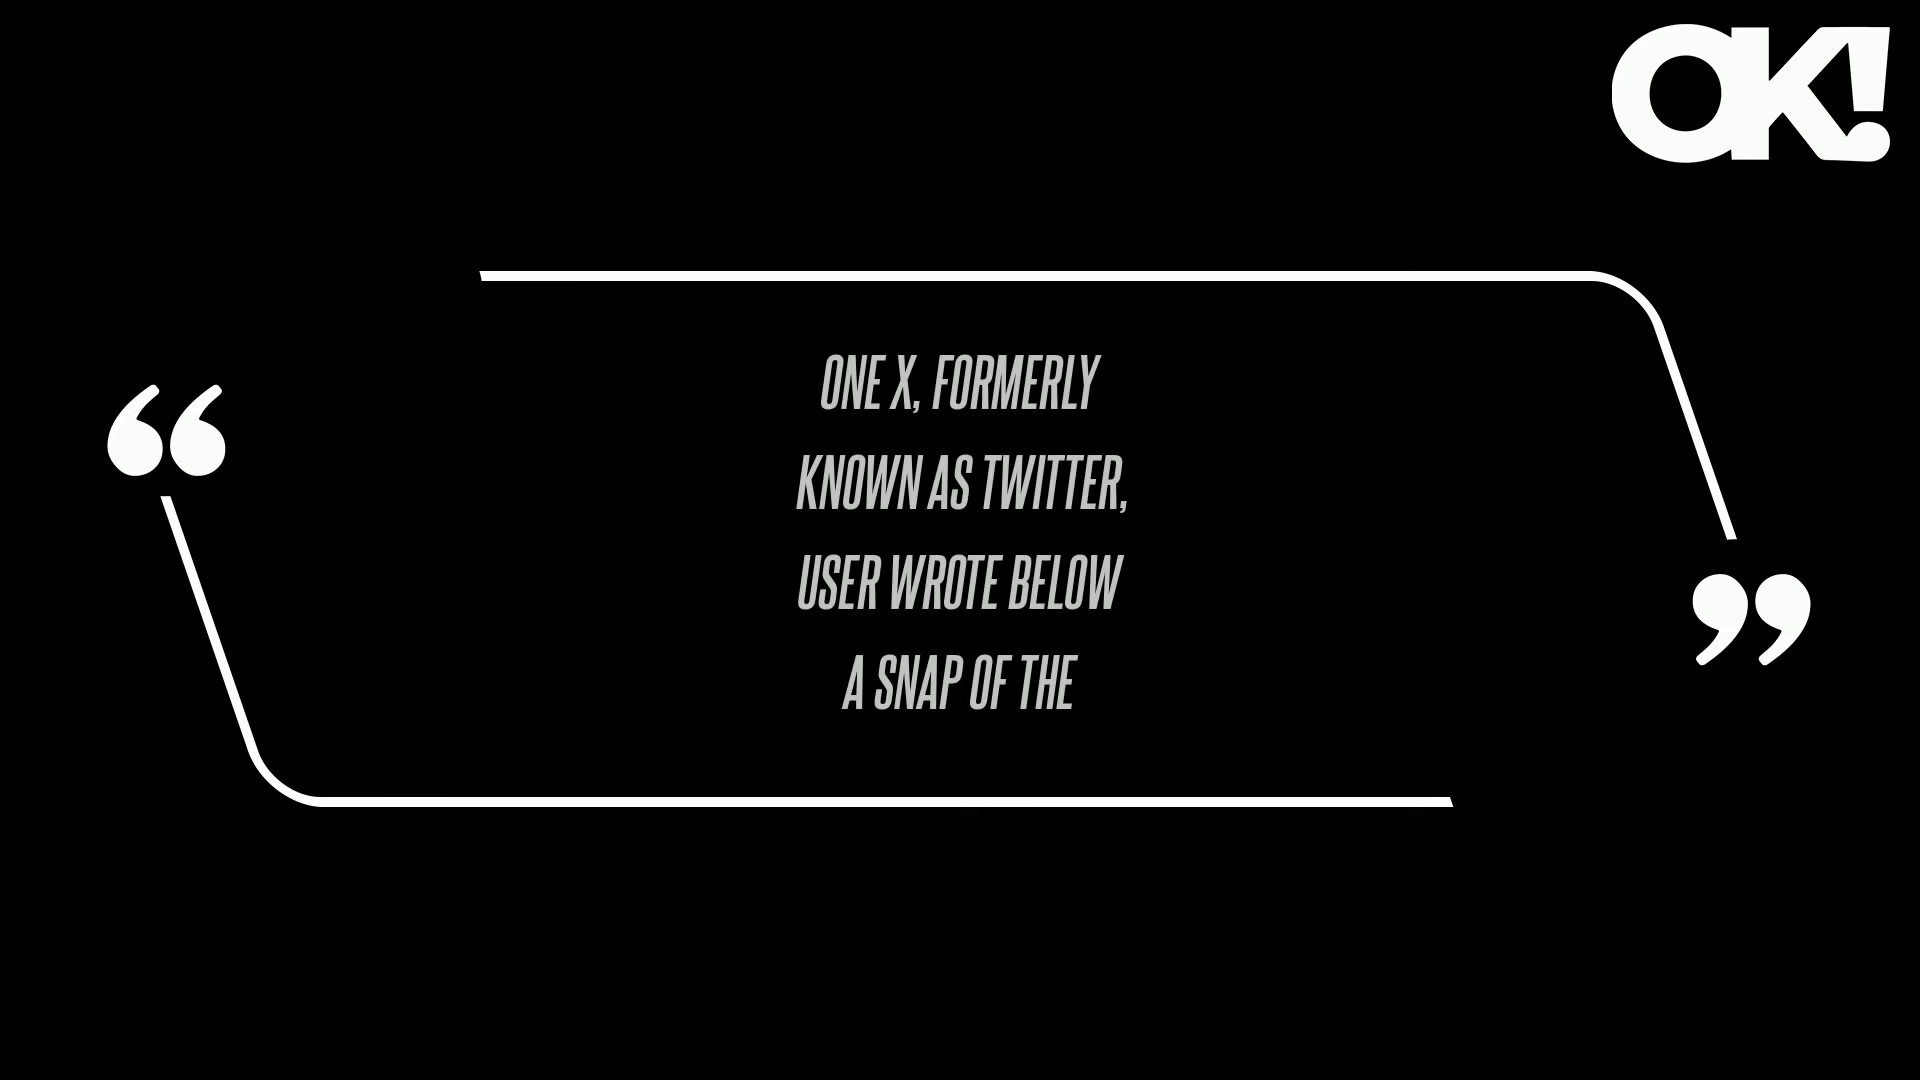 OK!
“
ONE X, FORMERLY
KNOWN AS TWITTER,
USER WROTE BELOW
A SNAP OF THE
”